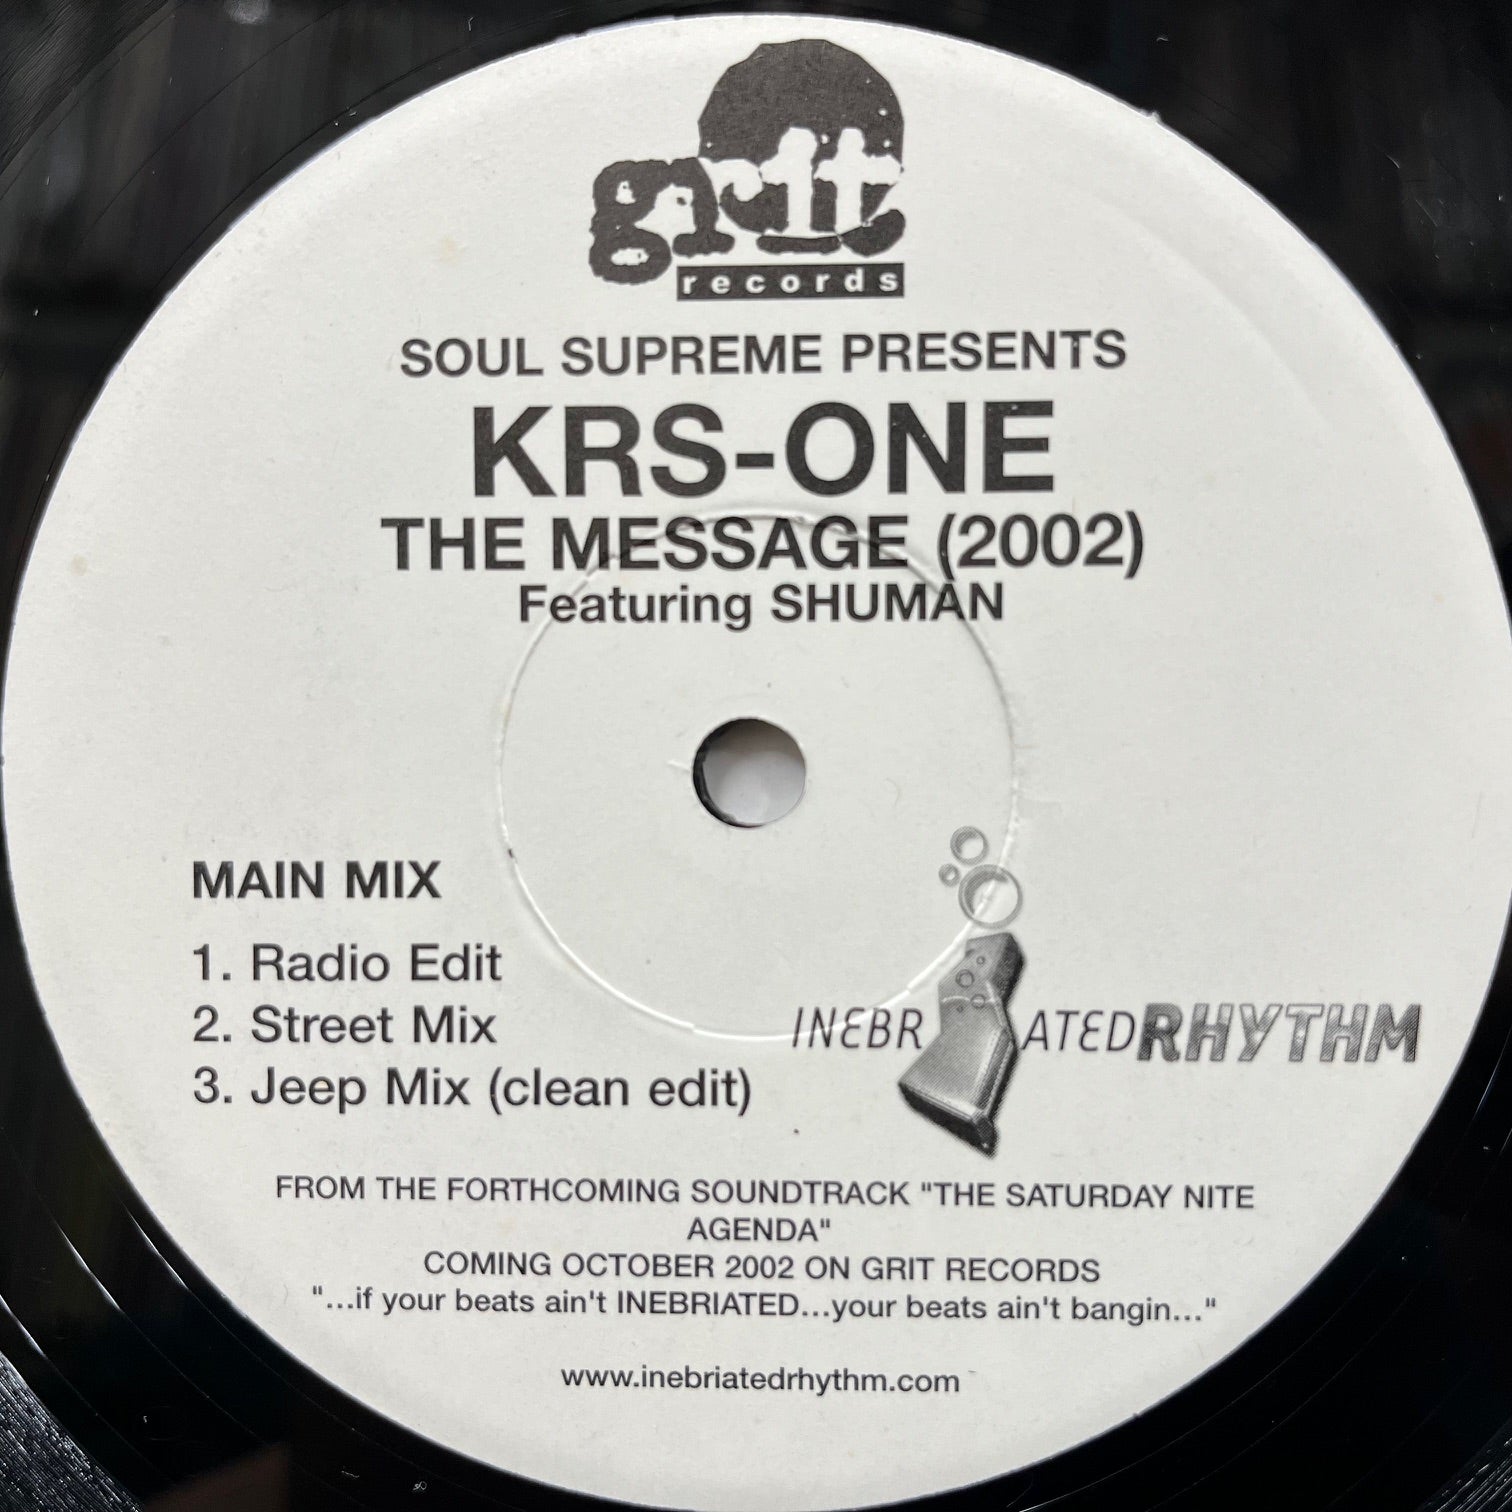 grit
records
SOUL SUPREME PRESENTS
KRS-ONE
THE MESSAGE (2002)
Featuring SHUMAN
MAIN MIX
1. Radio Edit
2. Street Mix
3. Jeep Mix (clean edit)
INEBRIATEDRHYTHM
FROM THE FORTHCOMING SOUNDTRACK "THE SATURDAY NITE
AGENDA"
COMING OCTOBER 2002 ON GRIT RECORDS
"...if your beats ain't INEBRIATED...your beats ain't bangin..."
www.inebriatedrhythm.com